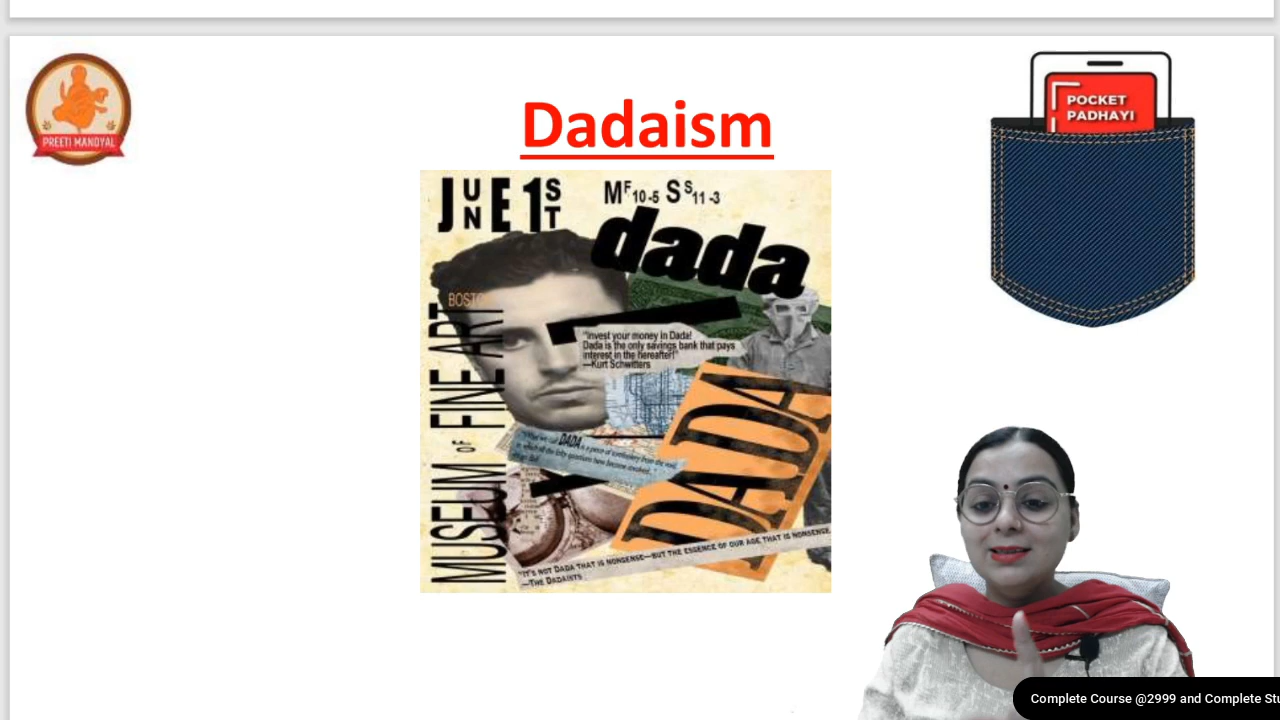 PREETI MANDYAL
POCKET
PADHAYI
Dadaism
JUNE 1ST
MF 10-5 SS 11-3
dada
BOSTON
MUSEUM OF FINE ART
"Invest your money in Dada!
Dada is the only savings bank that pays
interest in the hereafter!"
—Kurt Schwitters
DADA
DADA
"IT'S NOT DADA THAT IS NONSENSE—BUT THE ESSENCE OF OUR AGE THAT IS NONSENSE
—THE DADAISTS
Complete Course @2999 and Complete Stu